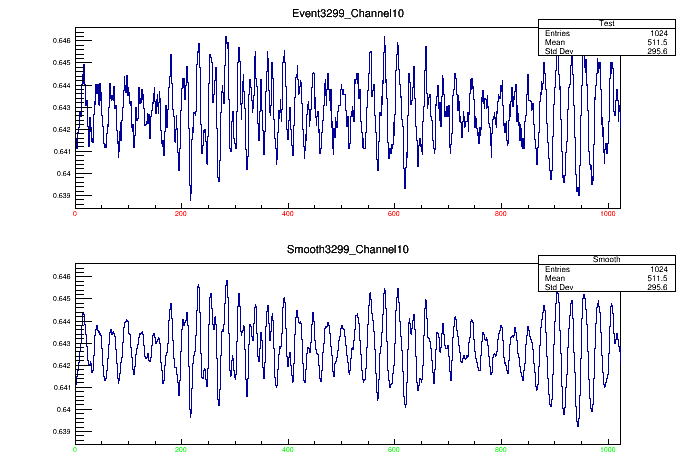 Event3299_Channel10
Test
Entries 1024
Mean 511.5
Std Dev 295.6
0.646
0.645
0.644
0.643
0.642
0.641
0.64
0.639
0 200 400 600 800 1000
Smooth3299_Channel10
Smooth
Entries 1024
Mean 511.5
Std Dev 295.6
0.646
0.645
0.644
0.643
0.642
0.641
0.64
0.639
0 200 400 600 800 1000